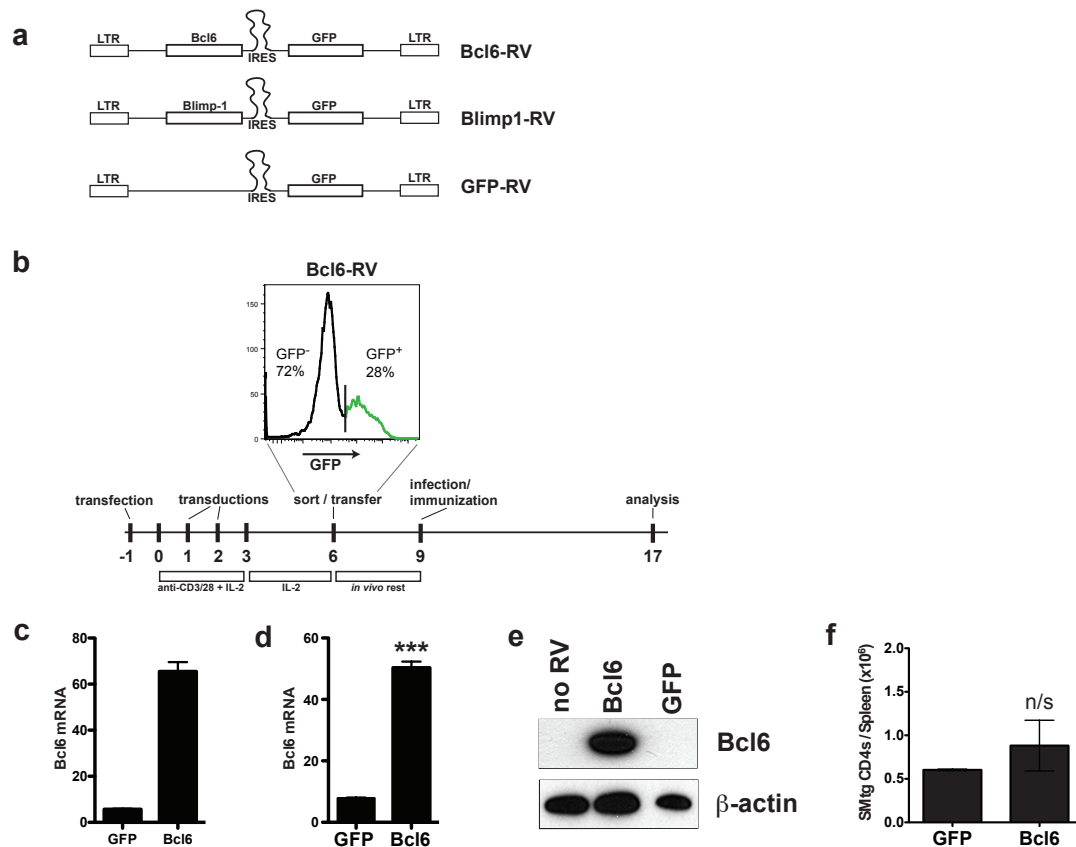 a
LTR Bcl6 IRES GFP LTR Bcl6-RV
LTR Blimp-1 IRES GFP LTR Blimp1-RV
LTR IRES GFP LTR GFP-RV
b
Bcl6-RV
150
100
50
0
GFP- 72%
GFP+ 28%
GFP
transfection transductions sort / transfer infection/ immunization analysis
-1 0 1 2 3 6 9 17
anti-CD3/28 + IL-2 IL-2 in vivo rest
c
Bcl6 mRNA
80
60
40
20
0
GFP Bcl6
d
Bcl6 mRNA
60
40
20
0
***
GFP Bcl6
e
no RV Bcl6 GFP
Bcl6
β-actin
f
SMtg CD4s / Spleen (x10⁶)
2.0
1.5
1.0
0.5
0.0
n/s
GFP Bcl6